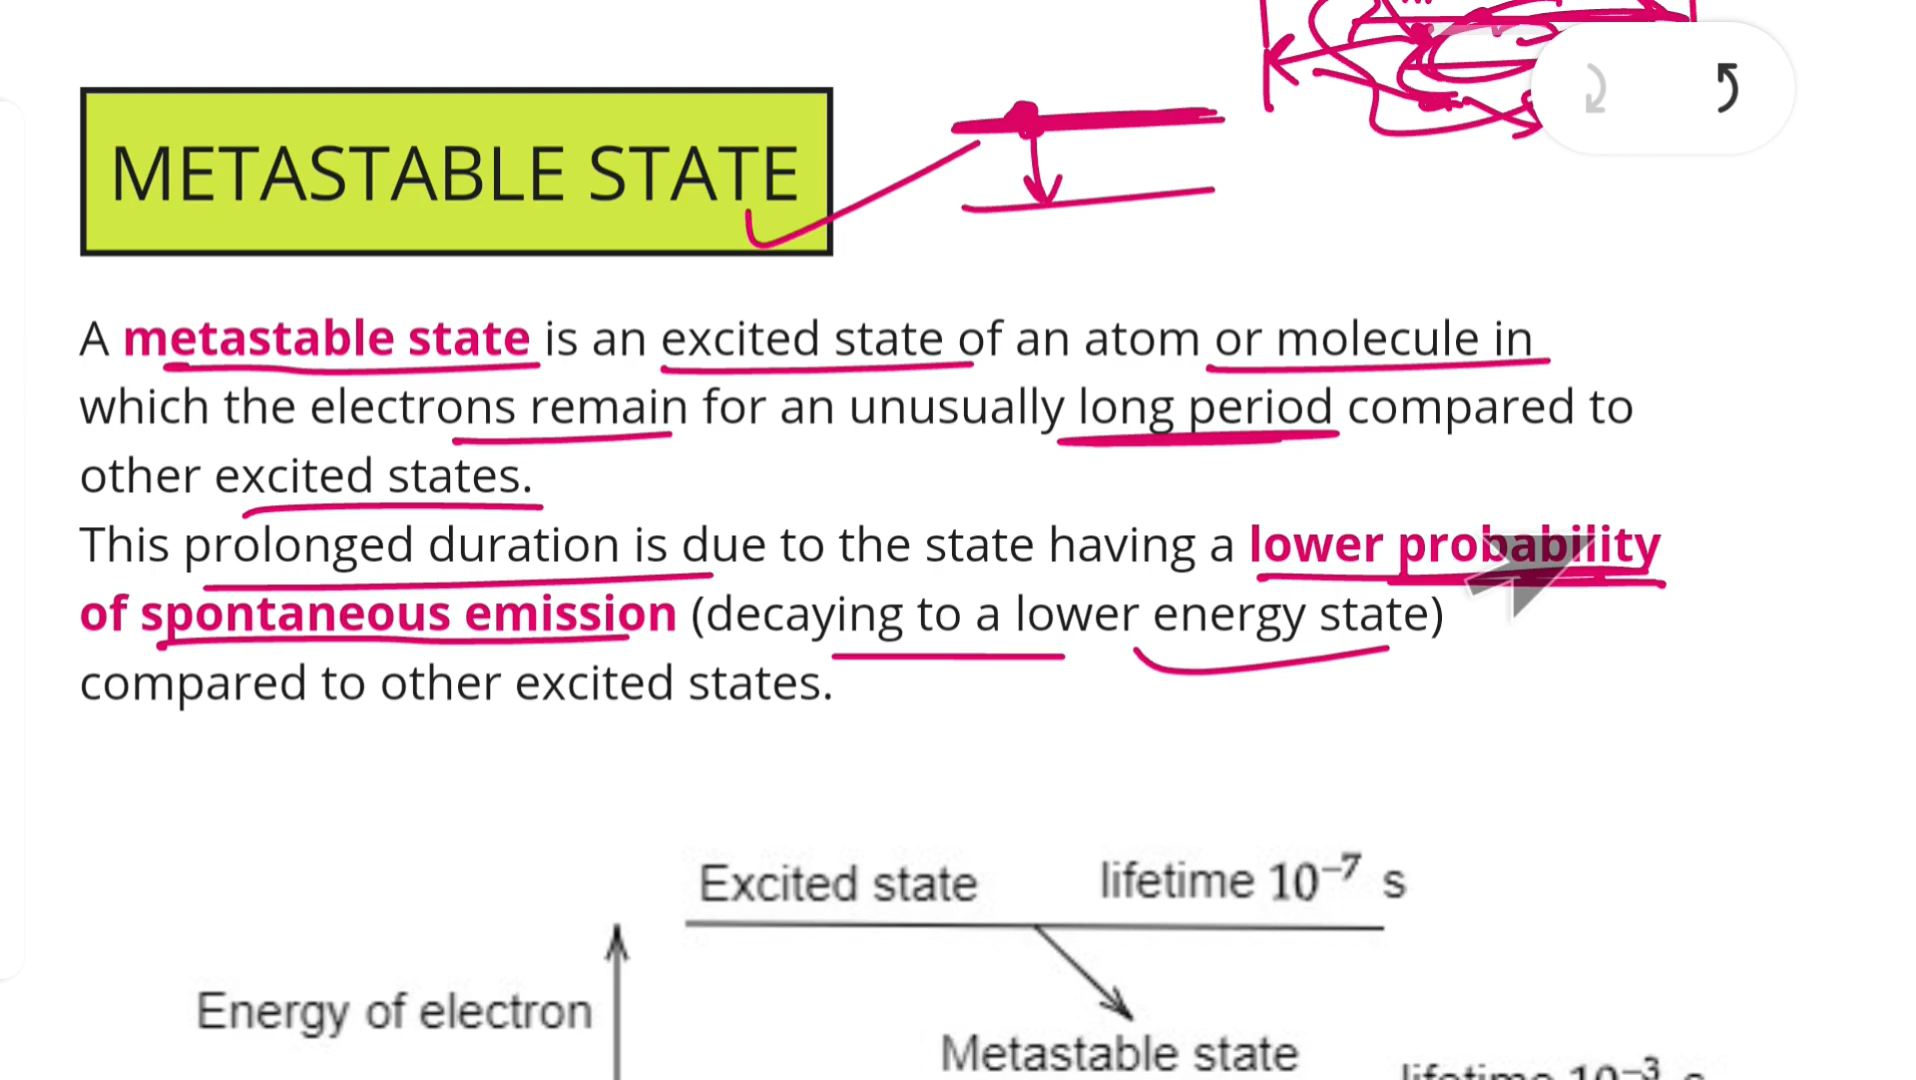 METASTABLE STATE
A metastable state is an excited state of an atom or molecule in
which the electrons remain for an unusually long period compared to
other excited states.
This prolonged duration is due to the state having a lower probability
of spontaneous emission (decaying to a lower energy state)
compared to other excited states.
Excited state lifetime 10⁻⁷ s
Energy of electron
Metastable state
lifetime 10⁻³ s